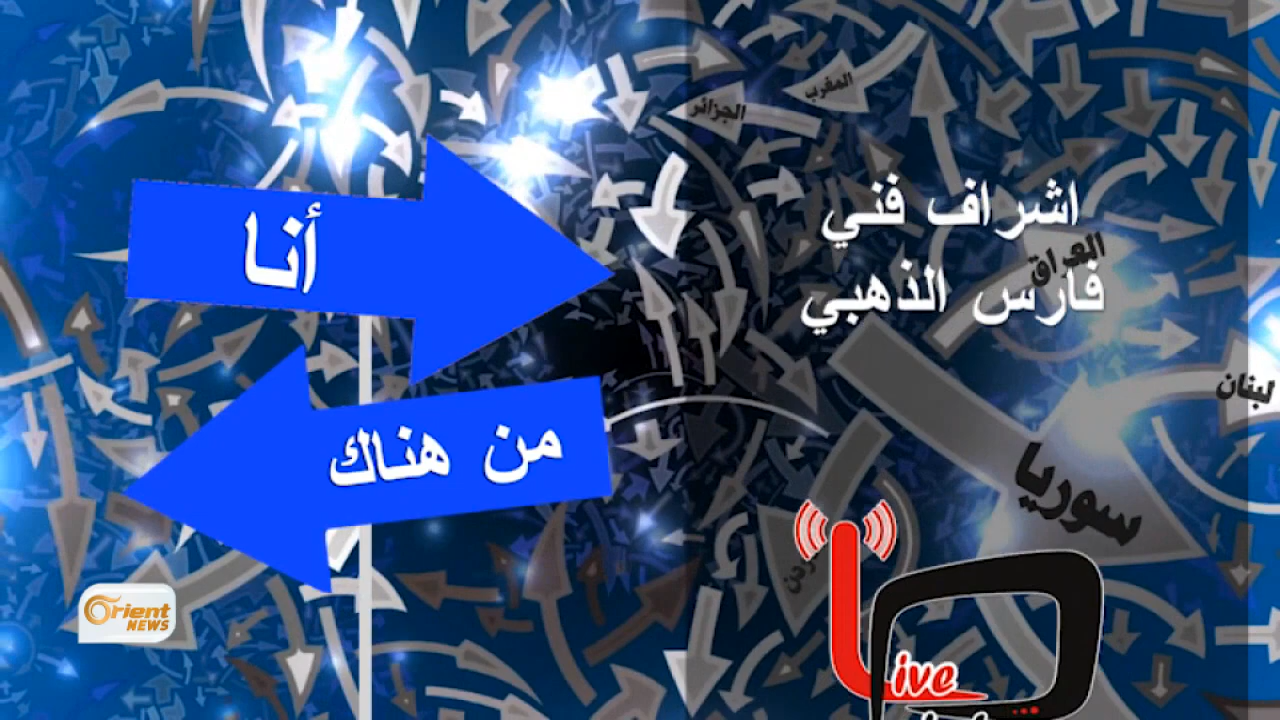 المغرب
الجزائر
اشراف فني
العراق
فارس الذهبي
أنا
من هناك
لبنان
سوريا
Orient
NEWS
Live